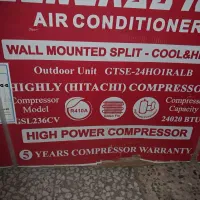 AIR CONDITIONER
WALL MOUNTED SPLIT - COOL&H
Outdoor Unit GTSE-24HO1RALB
HIGHLY (HITACHI) COMPRESSOR
Compressor Model
GSL236CV
R410A
Compressor Capacity
24020 BTU
HIGH POWER COMPRESSOR
5 YEARS COMPRESSOR WARRANTY